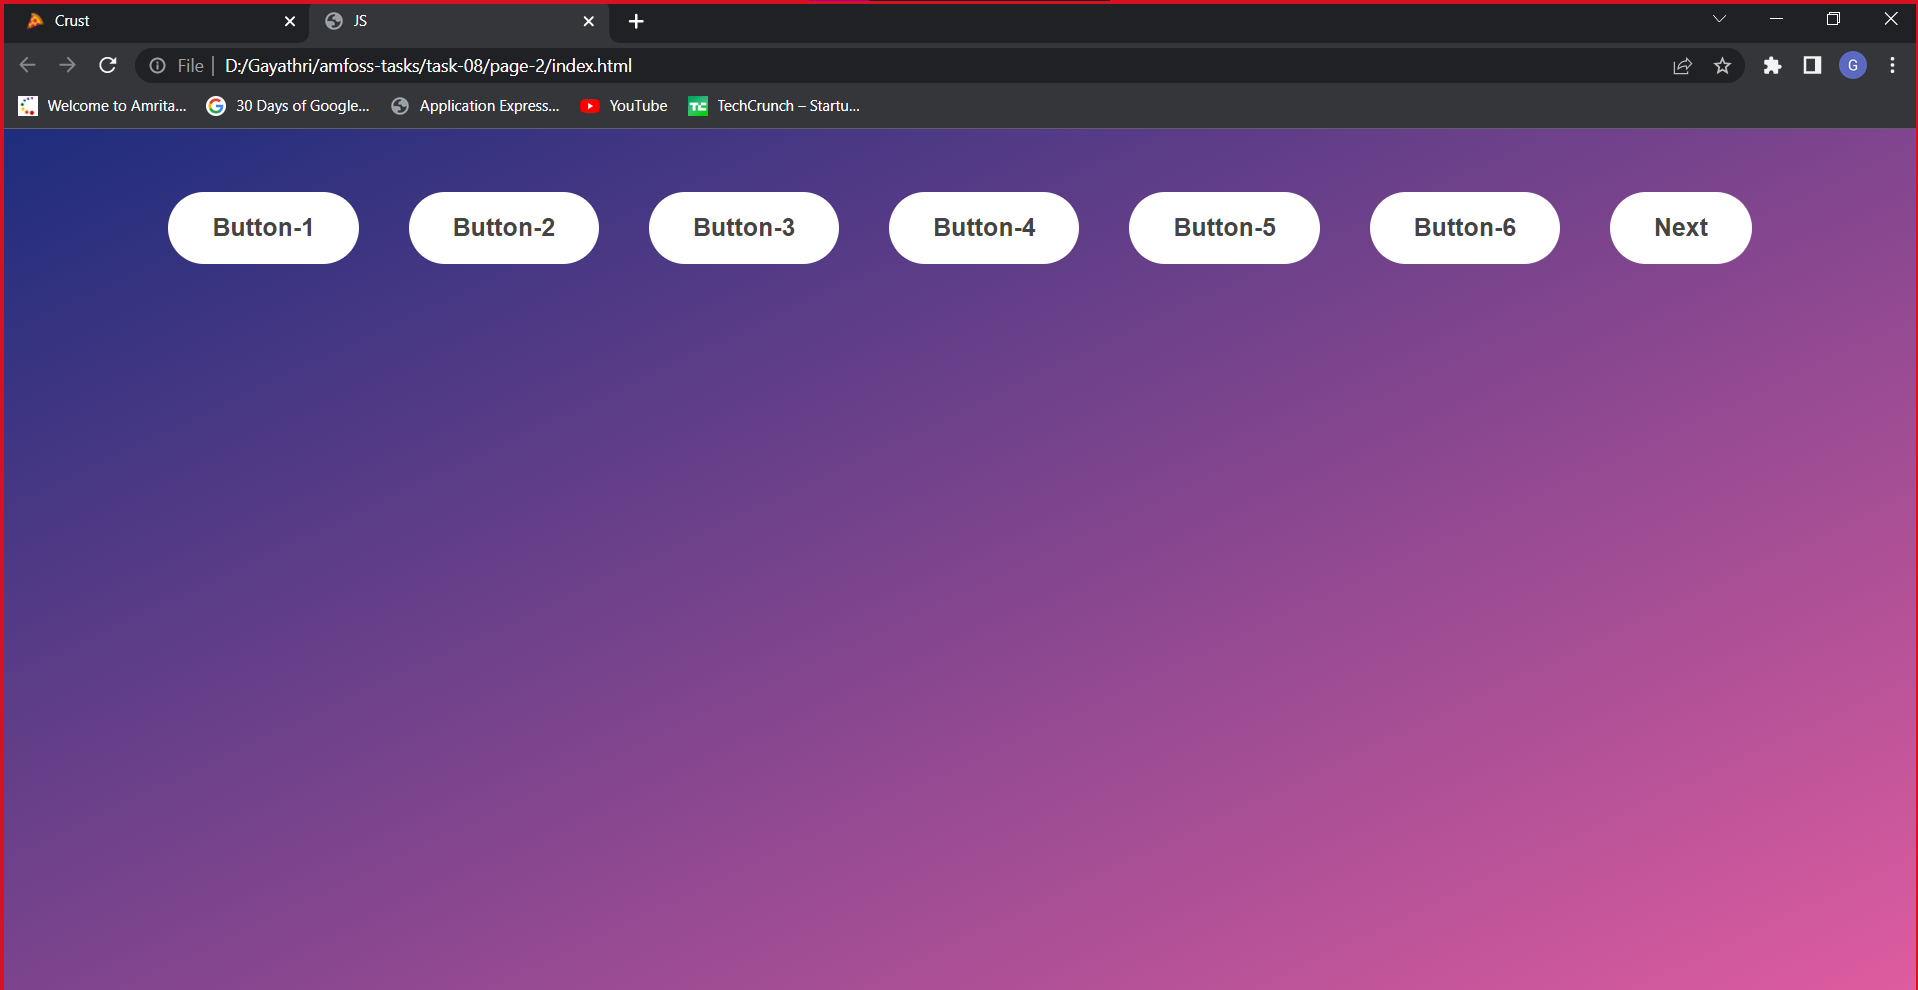 Crust JS
File D:/Gayathri/amfoss-tasks/task-08/page-2/index.html G
Welcome to Amrita... 30 Days of Google... Application Express... YouTube TechCrunch – Startu...
Button-1 Button-2 Button-3 Button-4 Button-5 Button-6 Next